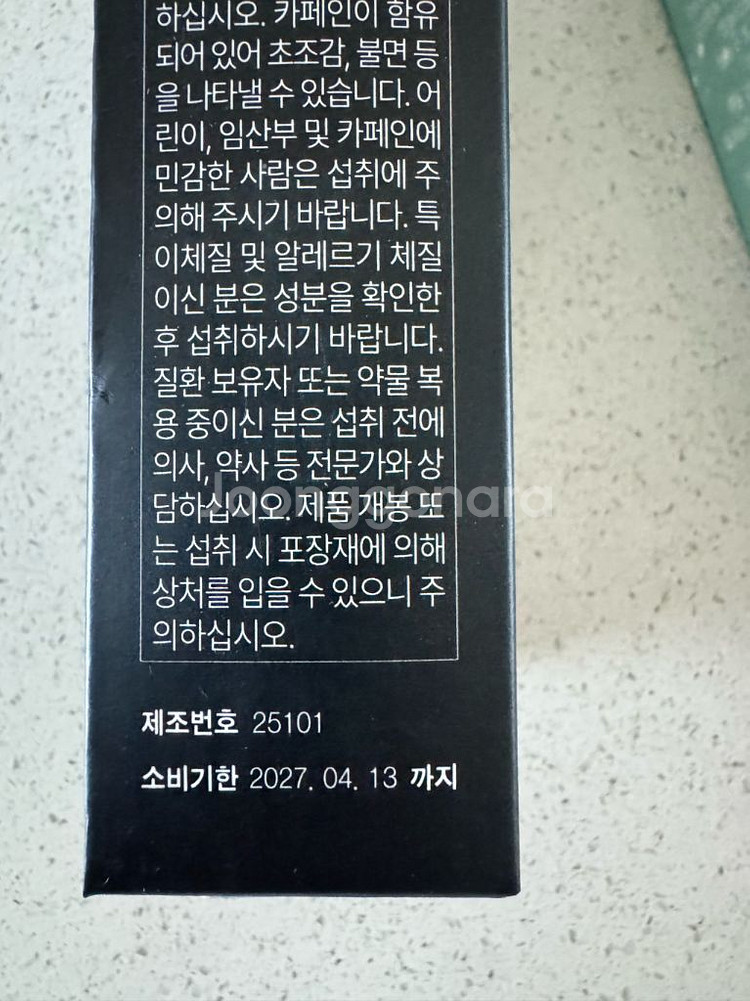 하십시오. 카페인이 함유
되어 있어 초조감, 불면 등
을 나타낼 수 있습니다. 어
린이, 임산부 및 카페인에
민감한 사람은 섭취에 주
의해 주시기 바랍니다. 특
이체질 및 알레르기 체질
이신 분은 성분을 확인한
후 섭취하시기 바랍니다.
질환 보유자 또는 약물 복
용 중이신 분은 섭취 전에
의사, 약사 등 전문가와 상
담하십시오. 제품 개봉 또
는 섭취 시 포장재에 의해
상처를 입을 수 있으니 주
의하십시오.
joonggonara
제조번호 25101
소비기한 2027. 04. 13 까지